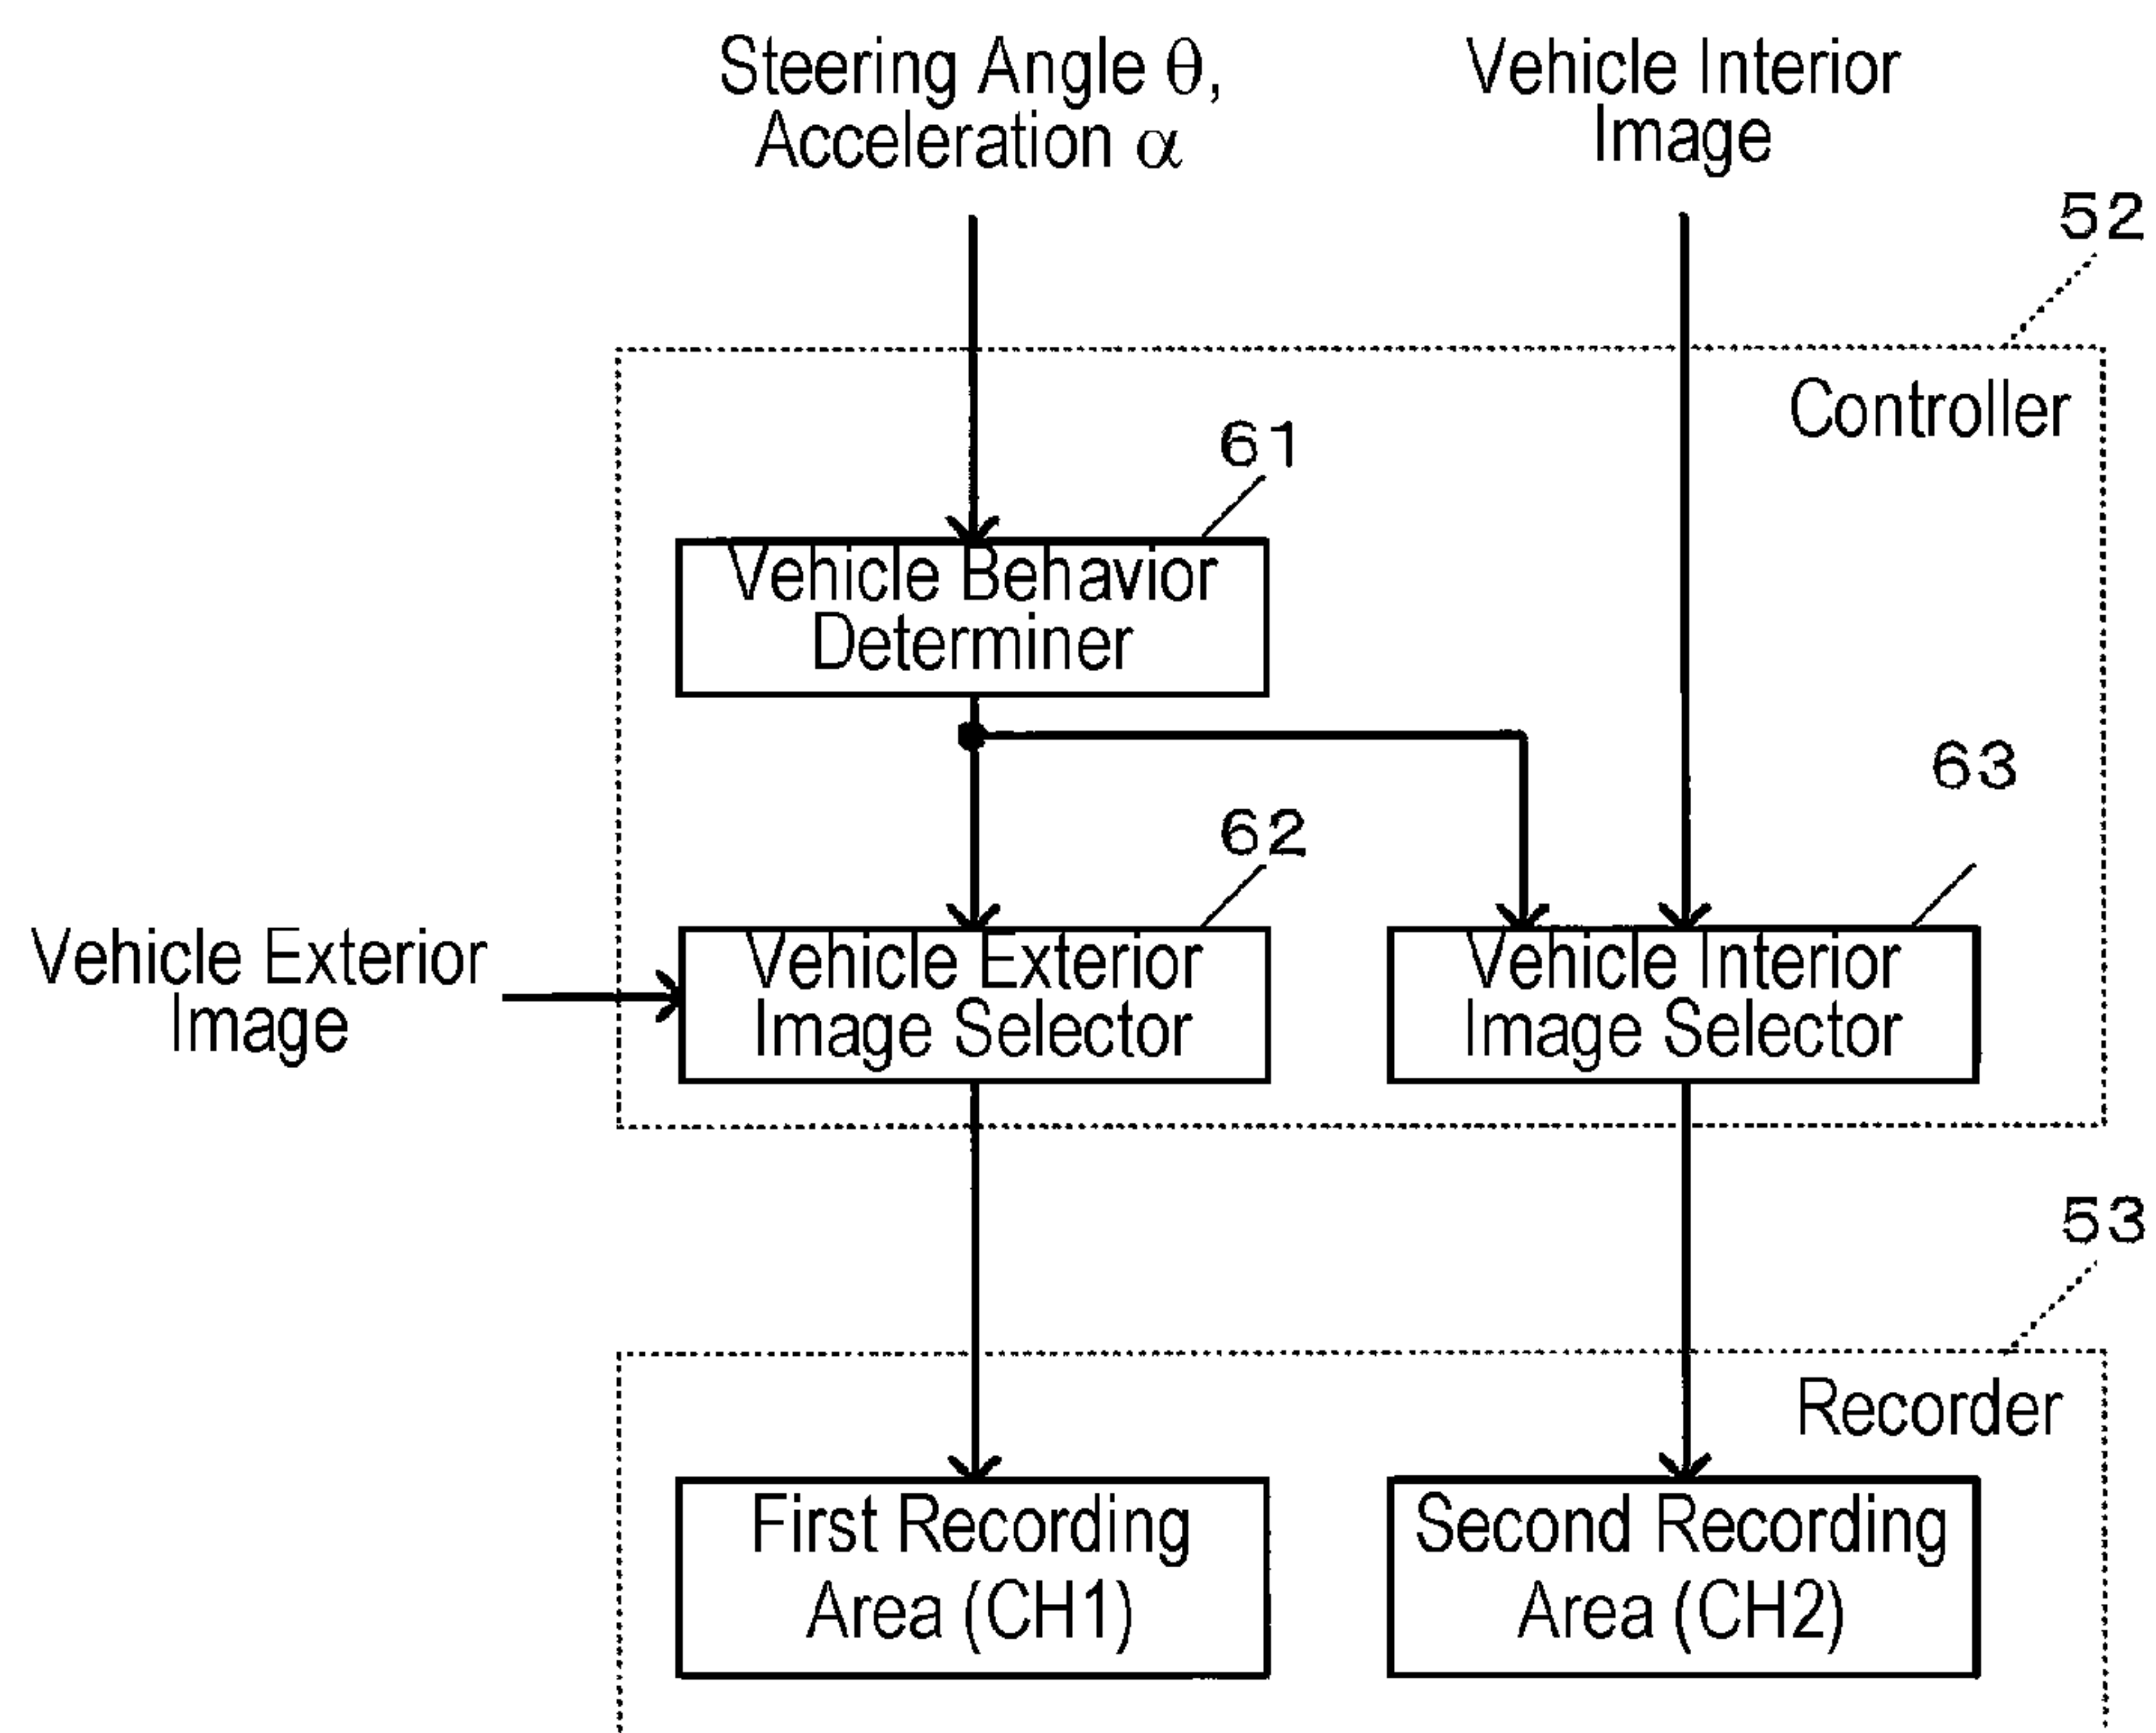 Steering Angle θ,
Acceleration α
Vehicle Interior
Image
52
Controller
61
Vehicle Behavior
Determiner
63
62
Vehicle Exterior
Image
Vehicle Exterior
Image Selector
Vehicle Interior
Image Selector
53
Recorder
First Recording
Area (CH1)
Second Recording
Area (CH2)